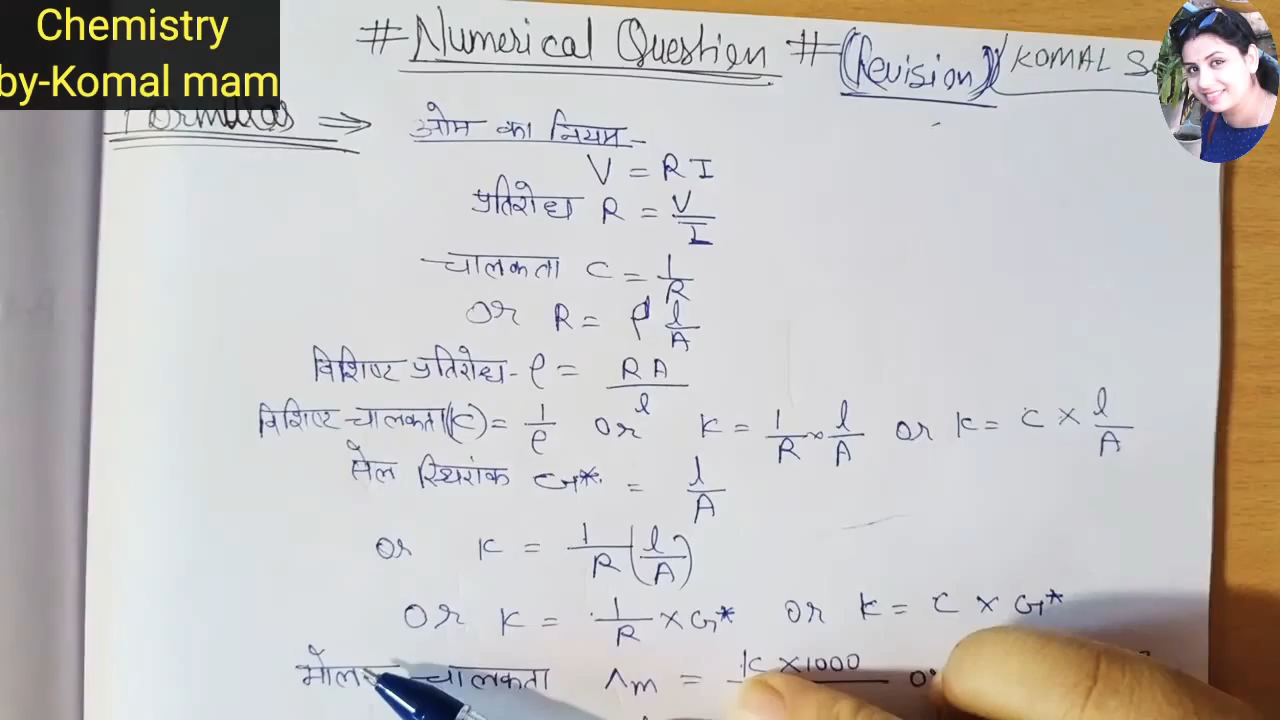 Chemistry
by-Komal mam
# Numerical Question # (Revision) KOMAL
Formulas ⇒ ओम का नियम -
V = RI
प्रतिरोध R = V/I
चालकता C = 1/R
or R = ρ l/A
विशिष्ट प्रतिरोध - ρ = RA/l
विशिष्ट चालकता (K) = 1/ρ or K = 1/R × l/A or K = C × l/A
सेल स्थिरांक G* = l/A
or K = 1/R (l/A)
or K = 1/R × G* or K = C × G*
चालकता Λm = K × 1000